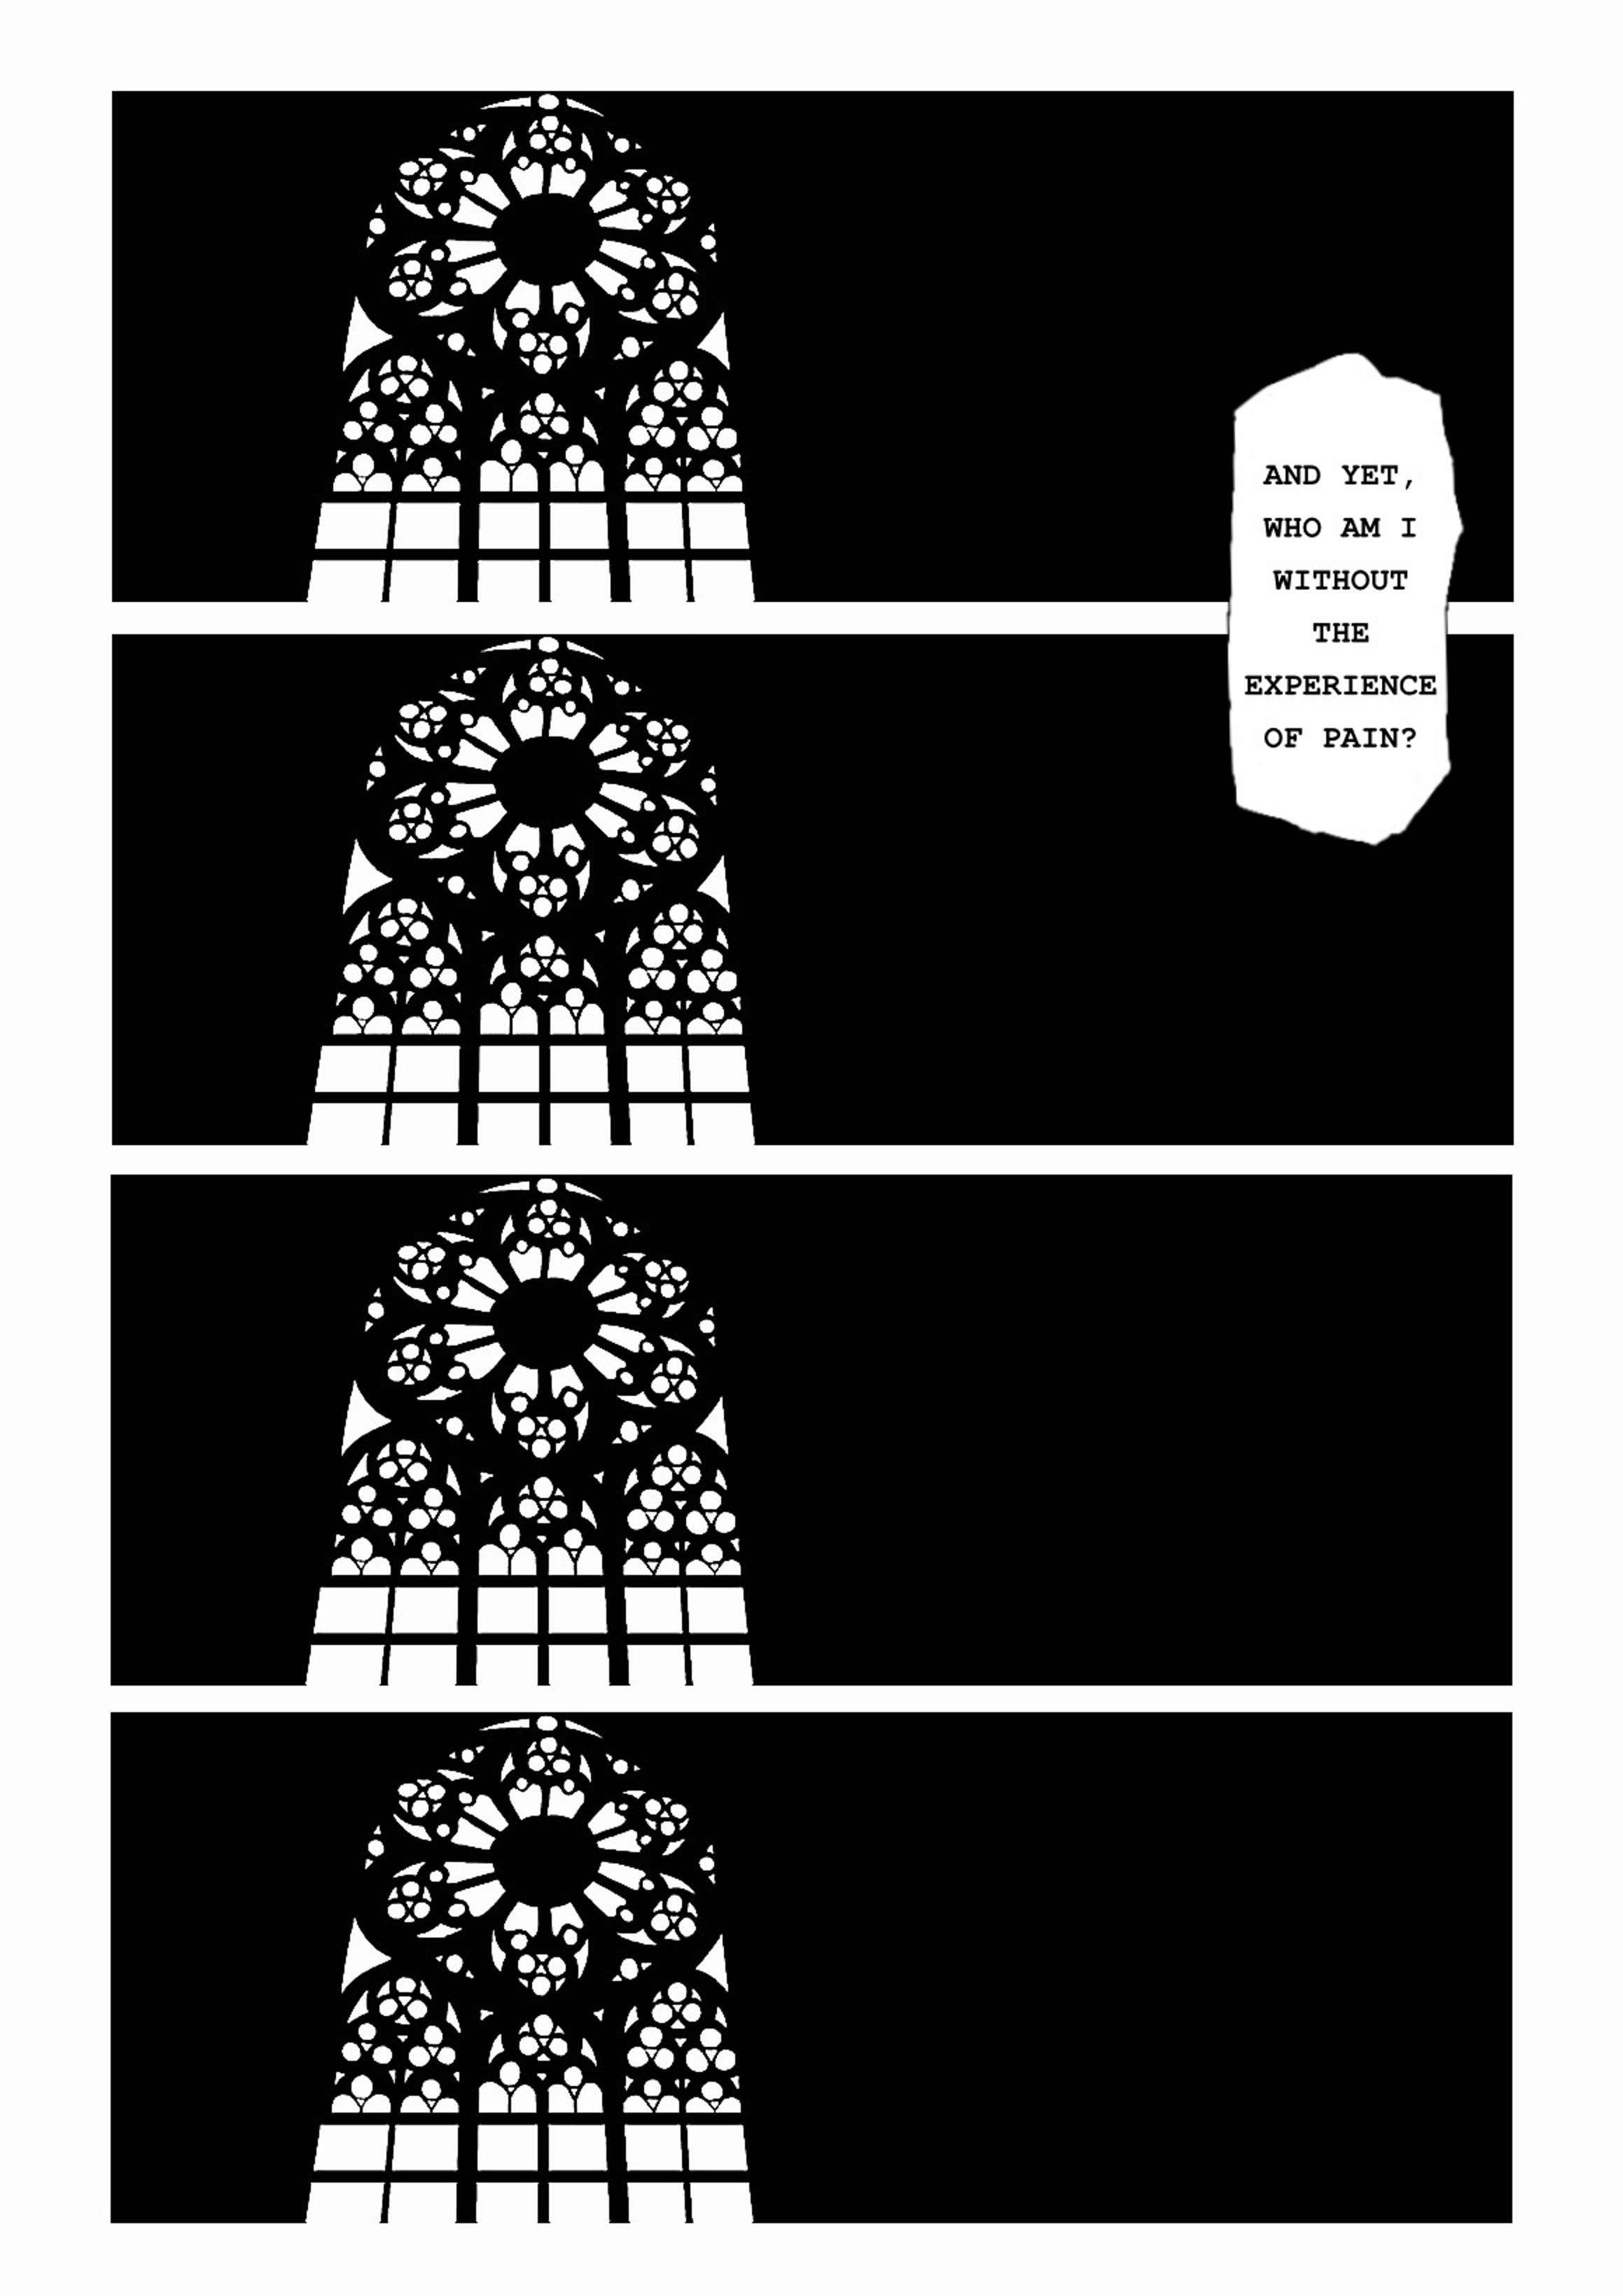 AND YET,
WHO AM I
WITHOUT
THE
EXPERIENCE
OF PAIN?